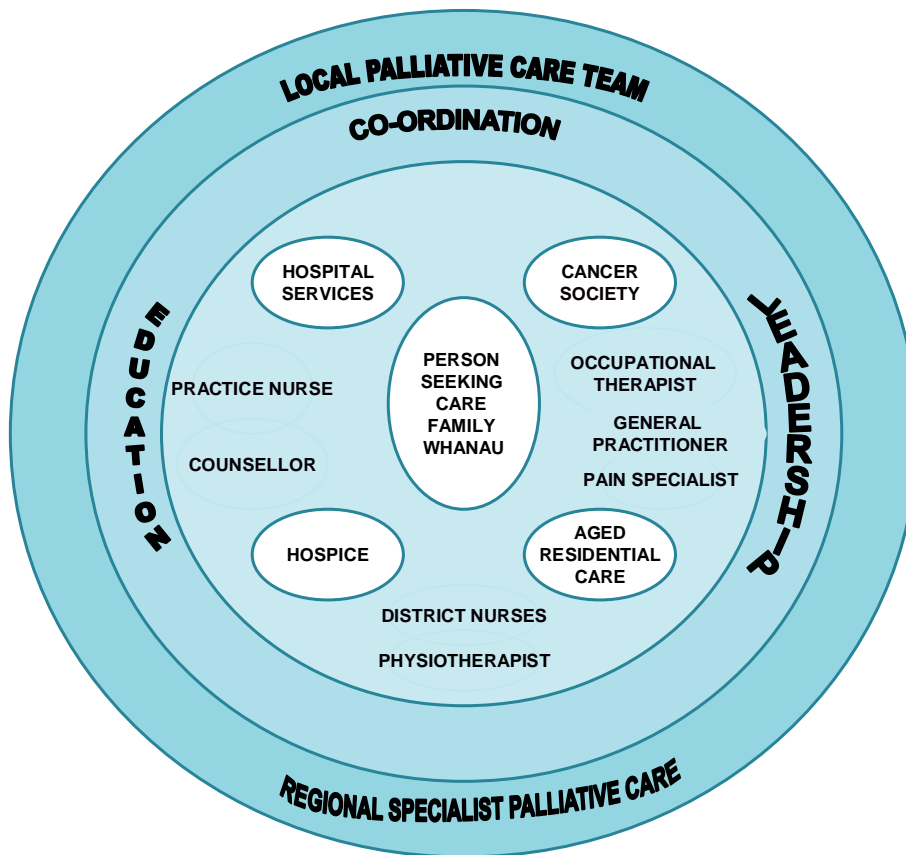 LOCAL PALLIATIVE CARE TEAM
CO-ORDINATION
EDUCATION
LEADERSHIP
HOSPITAL
SERVICES
CANCER
SOCIETY
PERSON
SEEKING
CARE
FAMILY
WHANAU
PRACTICE NURSE
COUNSELLOR
OCCUPATIONAL
THERAPIST
GENERAL
PRACTITIONER
PAIN SPECIALIST
HOSPICE
AGED
RESIDENTIAL
CARE
DISTRICT NURSES
PHYSIOTHERAPIST
REGIONAL SPECIALIST PALLIATIVE CARE